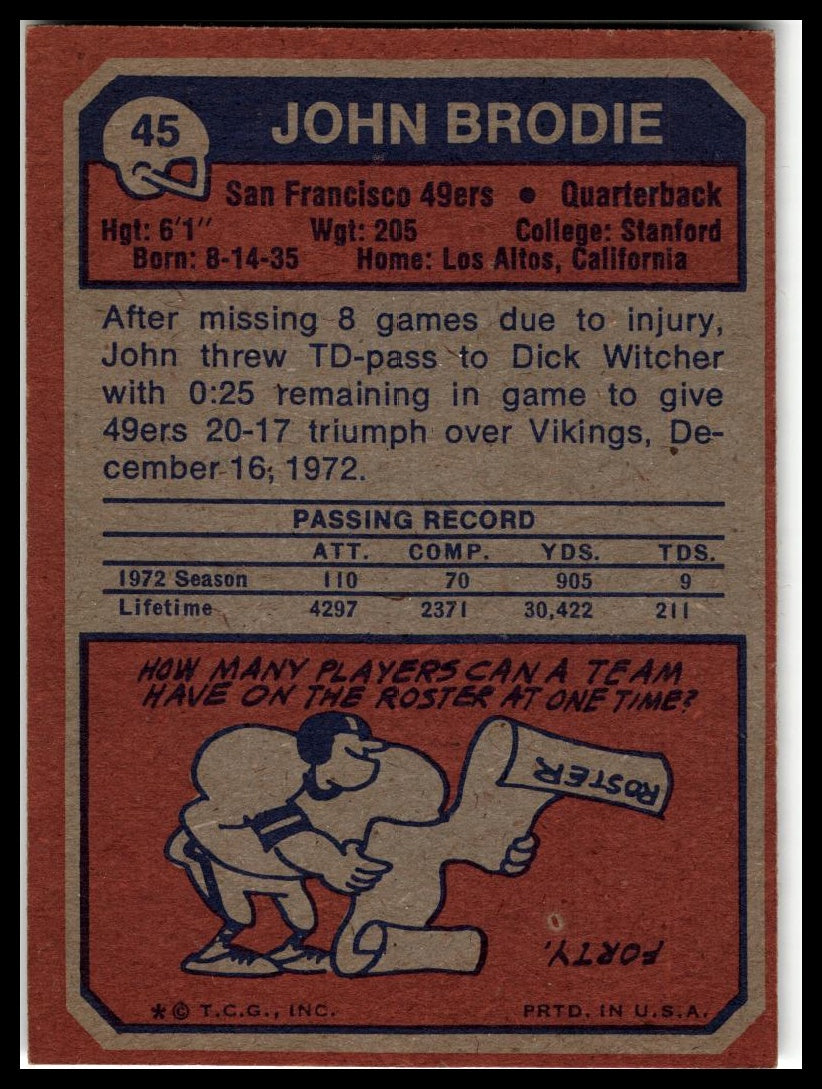 45
JOHN BRODIE
San Francisco 49ers • Quarterback
Hgt: 6'1" Wgt: 205 College: Stanford
Born: 8-14-35 Home: Los Altos, California
After missing 8 games due to injury,
John threw TD-pass to Dick Witcher
with 0:25 remaining in game to give
49ers 20-17 triumph over Vikings, De-
cember 16, 1972.
PASSING RECORD
ATT. COMP. YDS. TDS.
1972 Season 110 70 905 9
Lifetime 4297 2371 30,422 211
HOW MANY PLAYERS CAN A TEAM
HAVE ON THE ROSTER AT ONE TIME?
ROSTER
FORTY.
*© T.C.G., INC. PRTD. IN U.S.A.